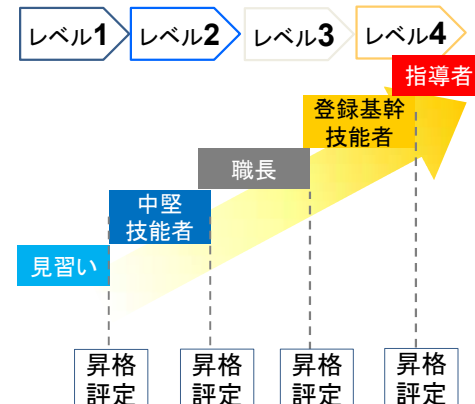 レベル1
レベル2
レベル3
レベル4
指導者
登録基幹
技能者
職長
中堅
技能者
見習い
昇格
評定
昇格
評定
昇格
評定
昇格
評定